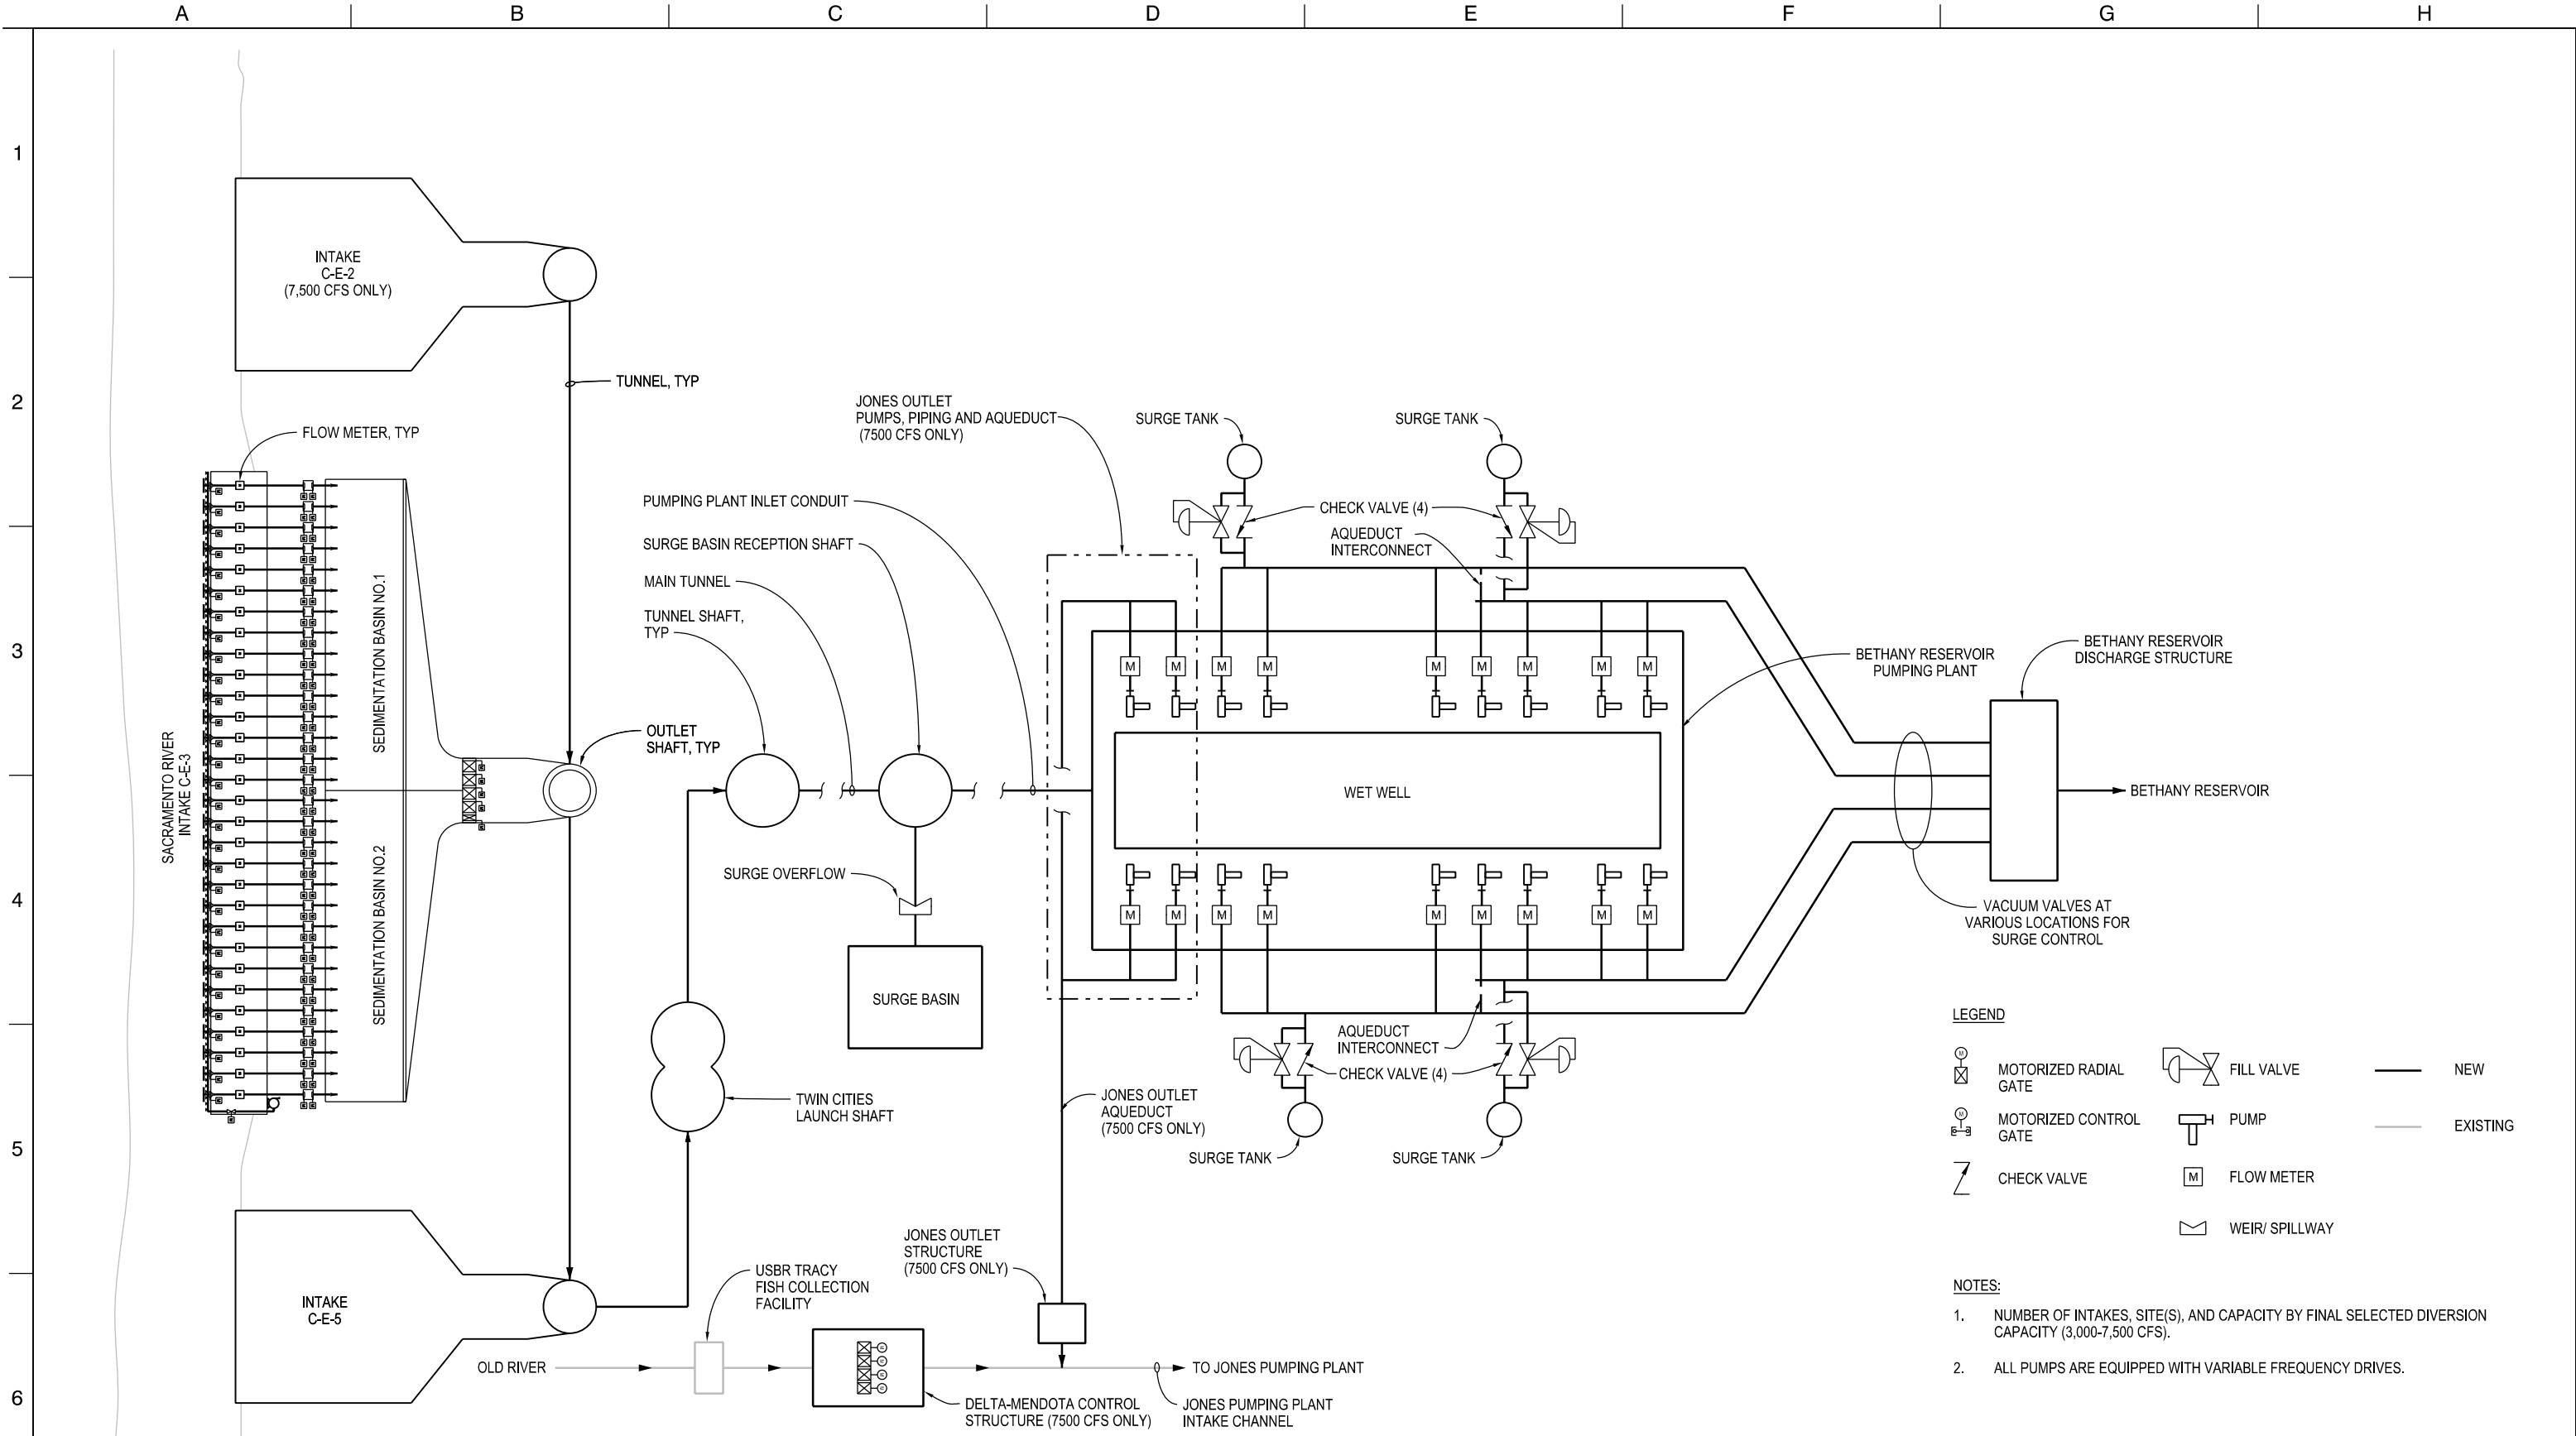 A
B
C
D
E
F
G
H
1
2
3
4
5
6
INTAKE
C-E-2
(7,500 CFS ONLY)
TUNNEL, TYP
FLOW METER, TYP
SACRAMENTO RIVER
INTAKE C-E-3
SEDIMENTATION BASIN NO.1
SEDIMENTATION BASIN NO.2
OUTLET
SHAFT, TYP
INTAKE
C-E-5
JONES OUTLET
PUMPS, PIPING AND AQUEDUCT
(7500 CFS ONLY)
PUMPING PLANT INLET CONDUIT
SURGE BASIN RECEPTION SHAFT
MAIN TUNNEL
TUNNEL SHAFT,
TYP
SURGE OVERFLOW
SURGE BASIN
TWIN CITIES
LAUNCH SHAFT
SURGE TANK
SURGE TANK
CHECK VALVE (4)
AQUEDUCT
INTERCONNECT
M M M M M M M M M
WET WELL
M M M M M M M M M
AQUEDUCT
INTERCONNECT
CHECK VALVE (4)
SURGE TANK
SURGE TANK
JONES OUTLET
AQUEDUCT
(7500 CFS ONLY)
BETHANY RESERVOIR
PUMPING PLANT
BETHANY RESERVOIR
DISCHARGE STRUCTURE
BETHANY RESERVOIR
VACUUM VALVES AT
VARIOUS LOCATIONS FOR
SURGE CONTROL
JONES OUTLET
STRUCTURE
(7500 CFS ONLY)
USBR TRACY
FISH COLLECTION
FACILITY
OLD RIVER
TO JONES PUMPING PLANT
DELTA-MENDOTA CONTROL
STRUCTURE (7500 CFS ONLY)
JONES PUMPING PLANT
INTAKE CHANNEL
LEGEND
M
MOTORIZED RADIAL
GATE
M
MOTORIZED CONTROL
GATE
CHECK VALVE
FILL VALVE
PUMP
M
FLOW METER
WEIR/ SPILLWAY
NEW
EXISTING
NOTES:
1. NUMBER OF INTAKES, SITE(S), AND CAPACITY BY FINAL SELECTED DIVERSION
CAPACITY (3,000-7,500 CFS).
2. ALL PUMPS ARE EQUIPPED WITH VARIABLE FREQUENCY DRIVES.